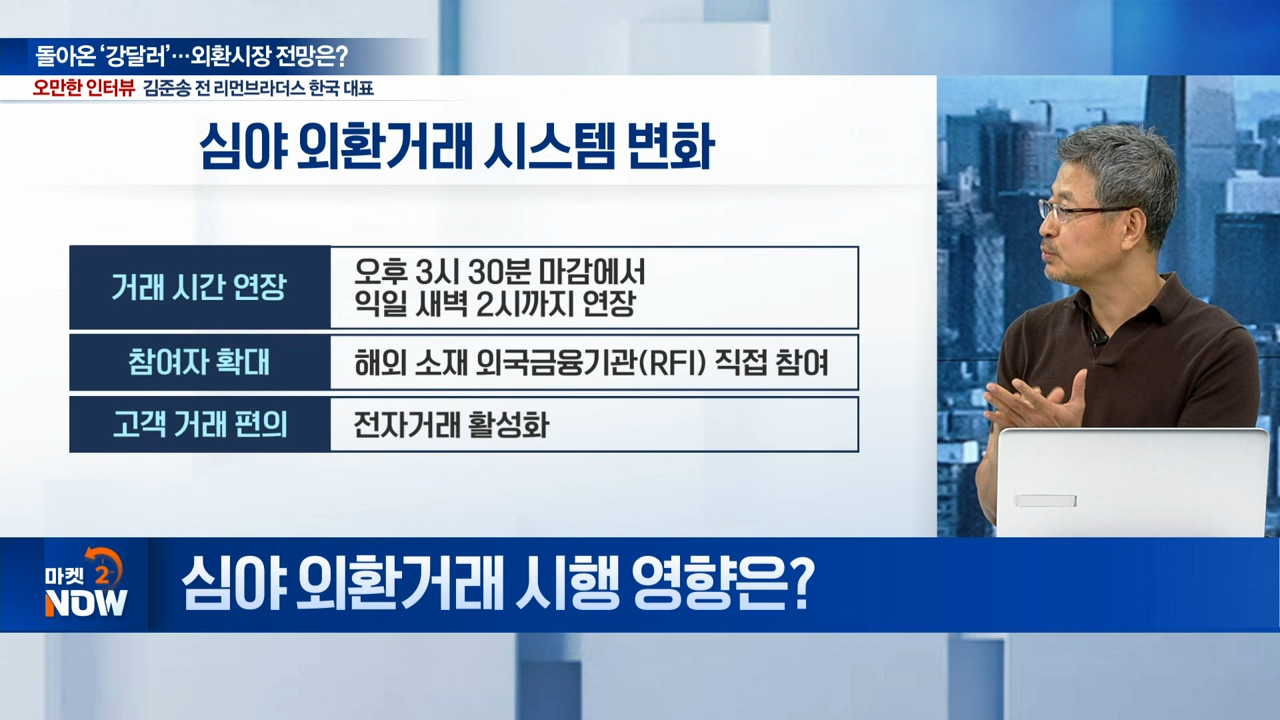 돌아온 ‘강달러’…외환시장 전망은?
오만한 인터뷰 김준송 전 리먼브라더스 한국 대표
심야 외환거래 시스템 변화
거래 시간 연장
오후 3시 30분 마감에서
익일 새벽 2시까지 연장
참여자 확대
해외 소재 외국금융기관(RFI) 직접 참여
고객 거래 편의
전자거래 활성화
마켓 2
NOW
심야 외환거래 시행 영향은?